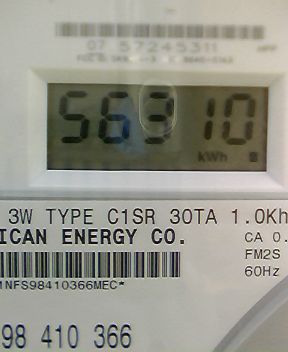 07 57245311
56310
kWh
3W TYPE C1SR 30TA 1.0Kh
ICAN ENERGY CO.
CA 0.
FM2S
60Hz
NFS98410366MEC*
98 410 366